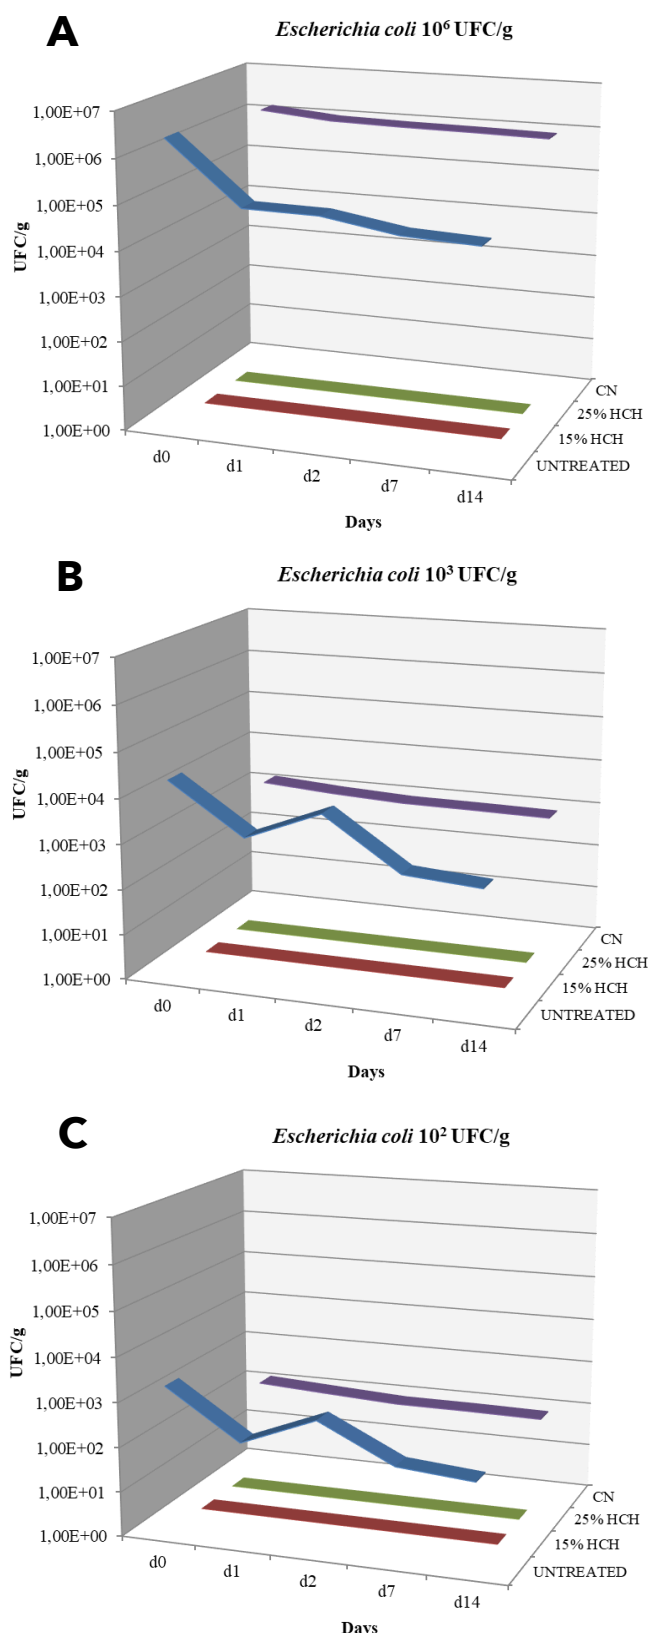 A
Escherichia coli 10⁶ UFC/g
1,00E+07
1,00E+06
1,00E+05
1,00E+04
1,00E+03
1,00E+02
1,00E+01
1,00E+00
UFC/g
d0
d1
d2
d7
d14
Days
CN
25% HCH
15% HCH
UNTREATED
B
Escherichia coli 10³ UFC/g
1,00E+07
1,00E+06
1,00E+05
1,00E+04
1,00E+03
1,00E+02
1,00E+01
1,00E+00
UFC/g
d0
d1
d2
d7
d14
Days
CN
25% HCH
15% HCH
UNTREATED
C
Escherichia coli 10² UFC/g
1,00E+07
1,00E+06
1,00E+05
1,00E+04
1,00E+03
1,00E+02
1,00E+01
1,00E+00
UFC/g
d0
d1
d2
d7
d14
Days
CN
25% HCH
15% HCH
UNTREATED